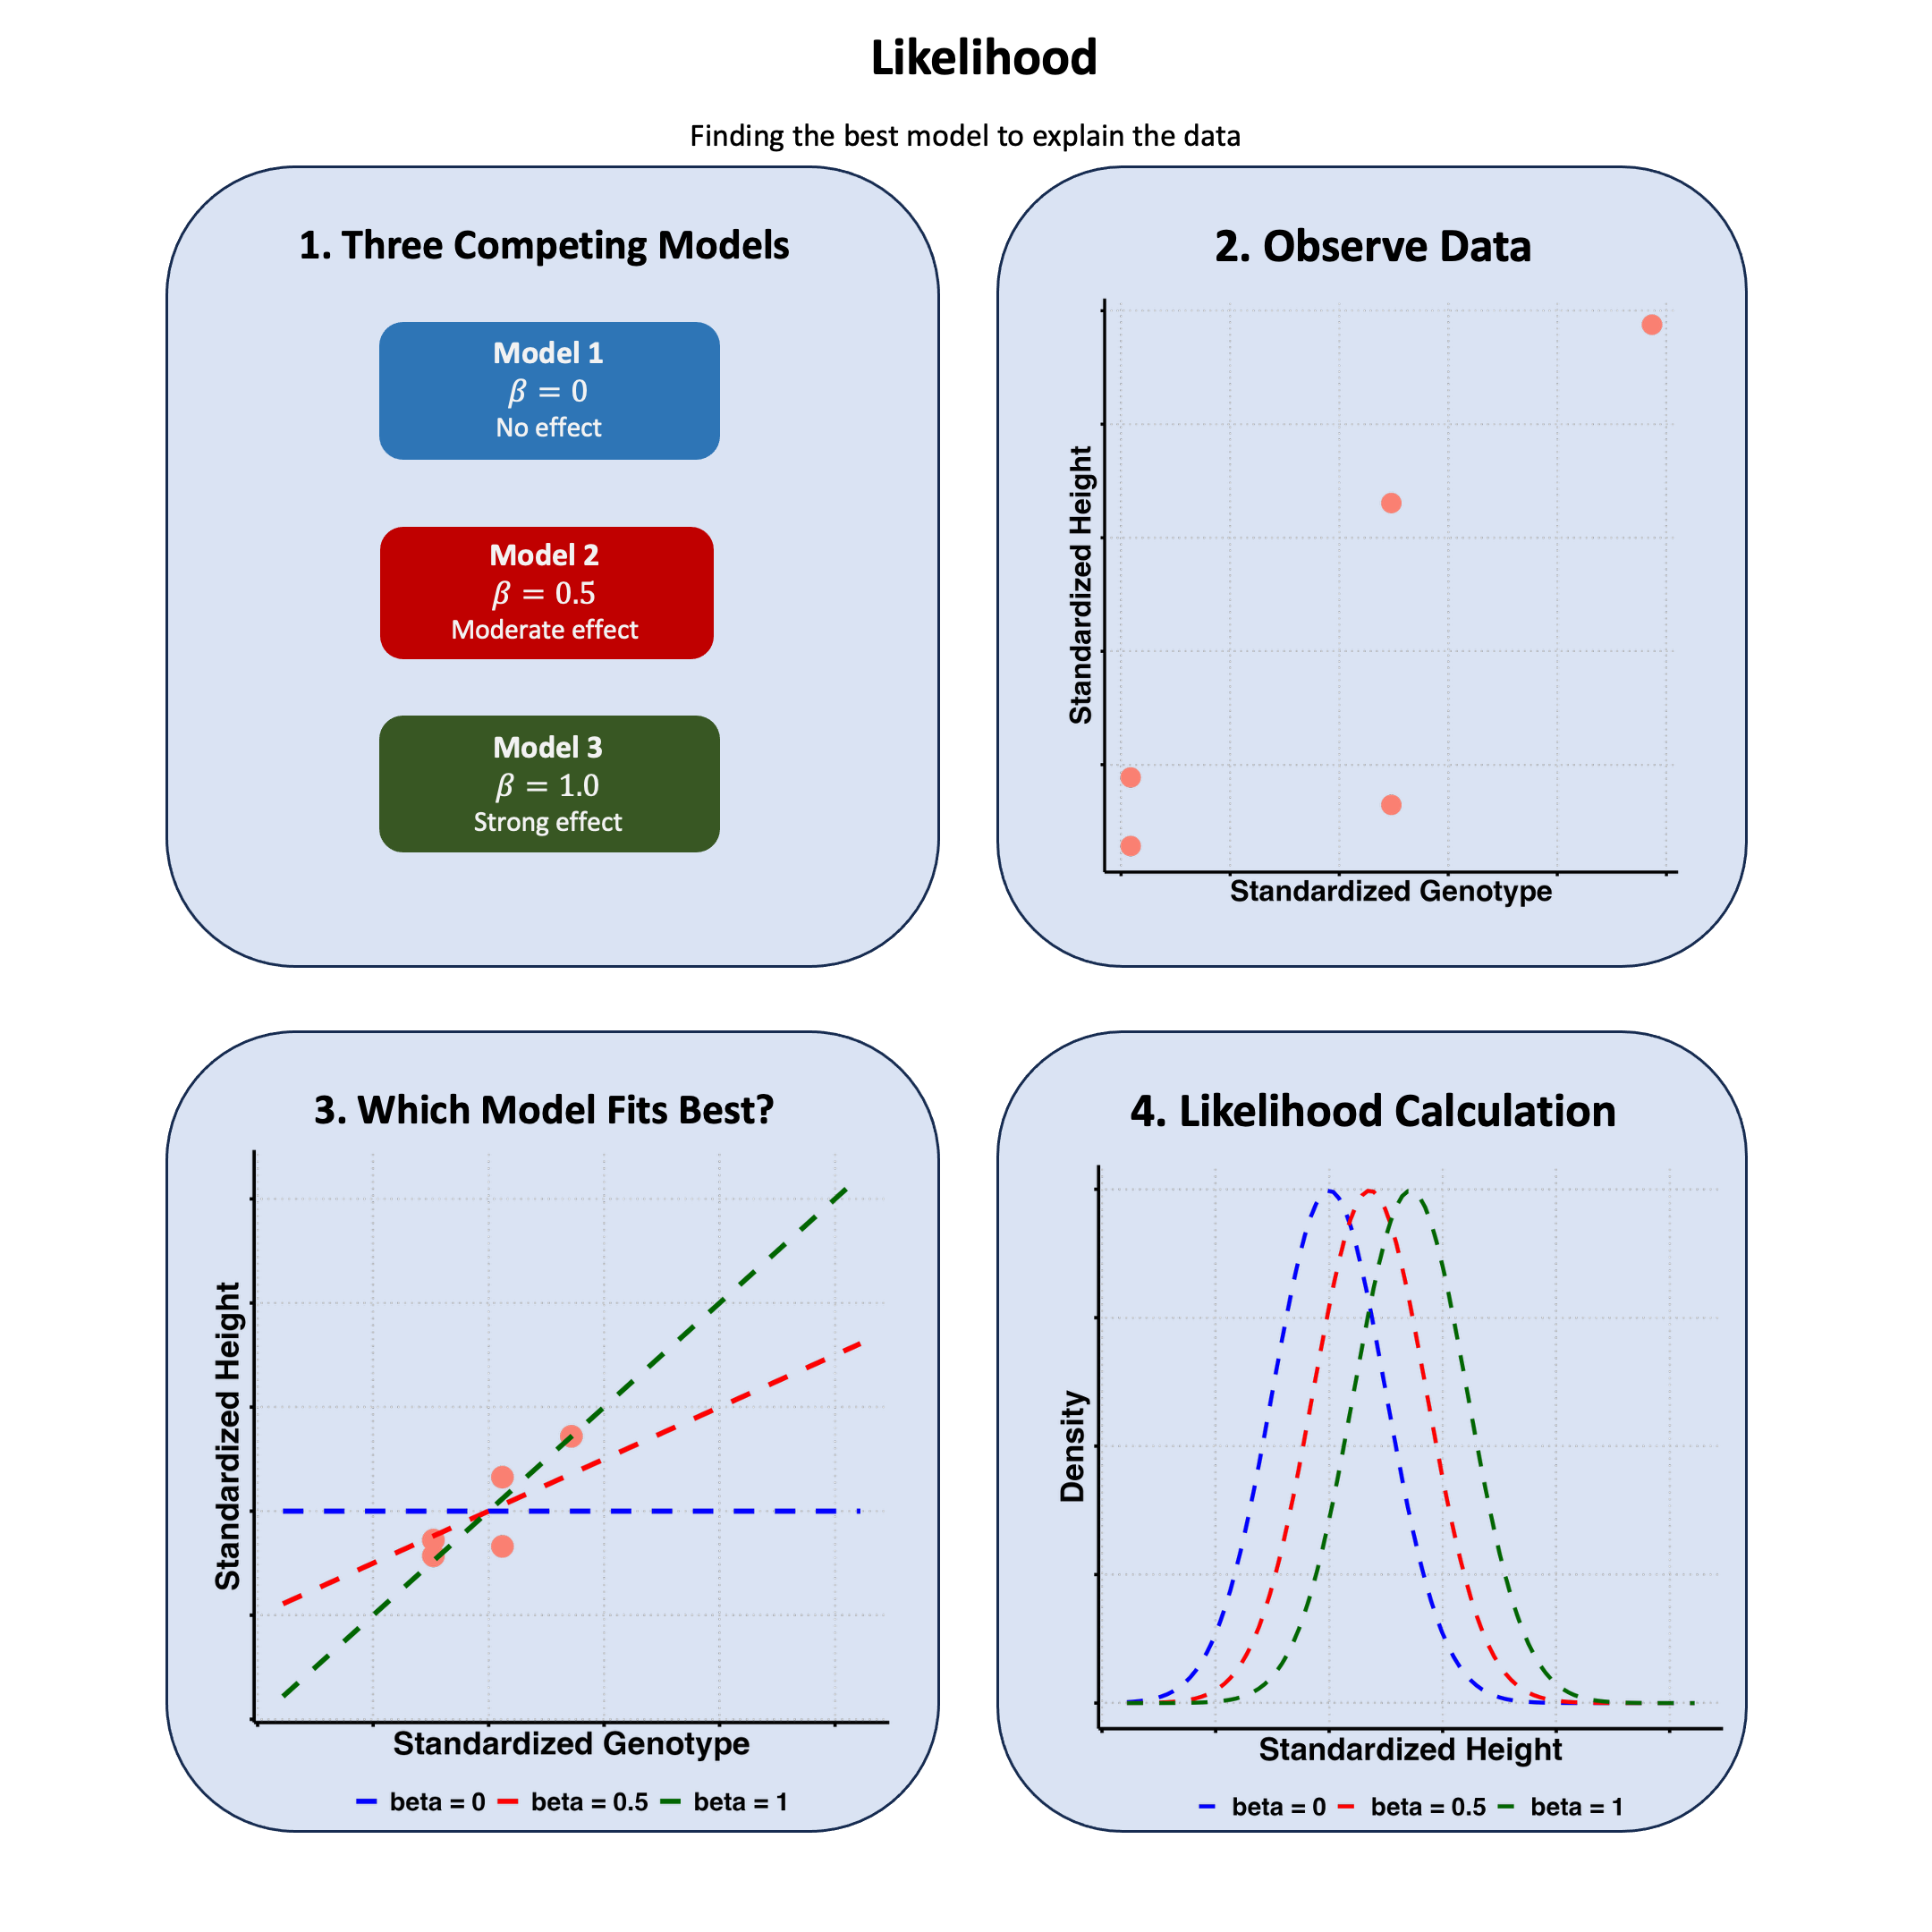 Likelihood
Finding the best model to explain the data
1. Three Competing Models
Model 1
β = 0
No effect
Model 2
β = 0.5
Moderate effect
Model 3
β = 1.0
Strong effect
2. Observe Data
Standardized Height
Standardized Genotype
3. Which Model Fits Best?
Standardized Height
Standardized Genotype
beta = 0 beta = 0.5 beta = 1
4. Likelihood Calculation
Density
Standardized Height
beta = 0 beta = 0.5 beta = 1